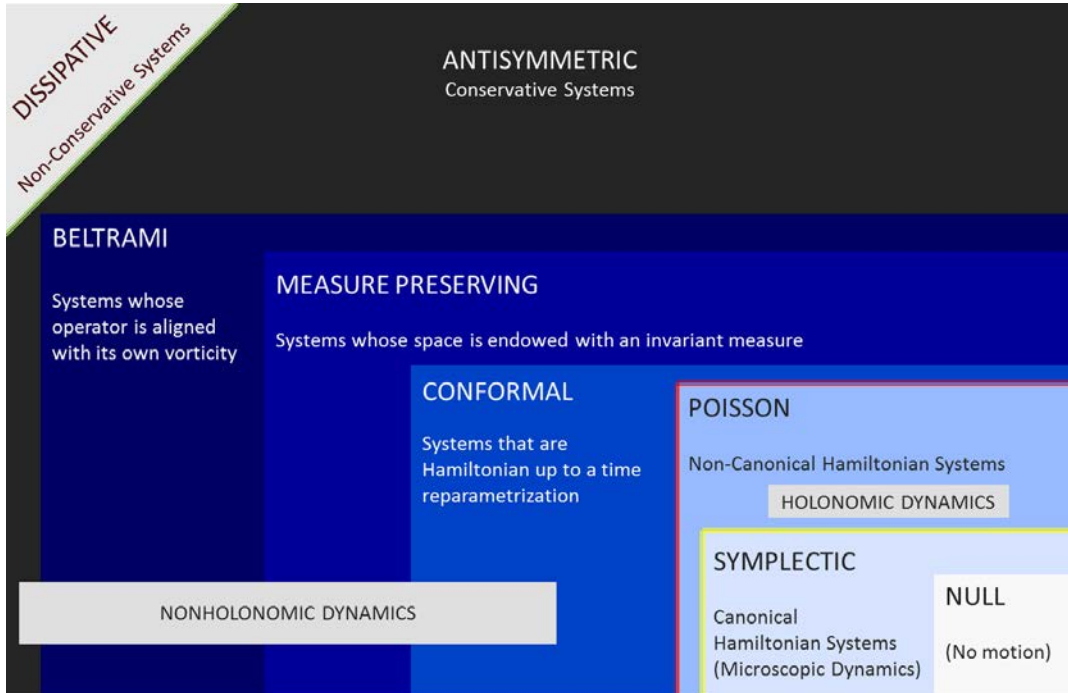 DISSIPATIVE
Non-Conservative Systems
ANTISYMMETRIC
Conservative Systems
BELTRAMI
Systems whose
operator is aligned
with its own vorticity
MEASURE PRESERVING
Systems whose space is endowed with an invariant measure
CONFORMAL
Systems that are
Hamiltonian up to a time
reparametrization
POISSON
Non-Canonical Hamiltonian Systems
HOLONOMIC DYNAMICS
SYMPLECTIC
Canonical
Hamiltonian Systems
(Microscopic Dynamics)
NULL
(No motion)
NONHOLONOMIC DYNAMICS